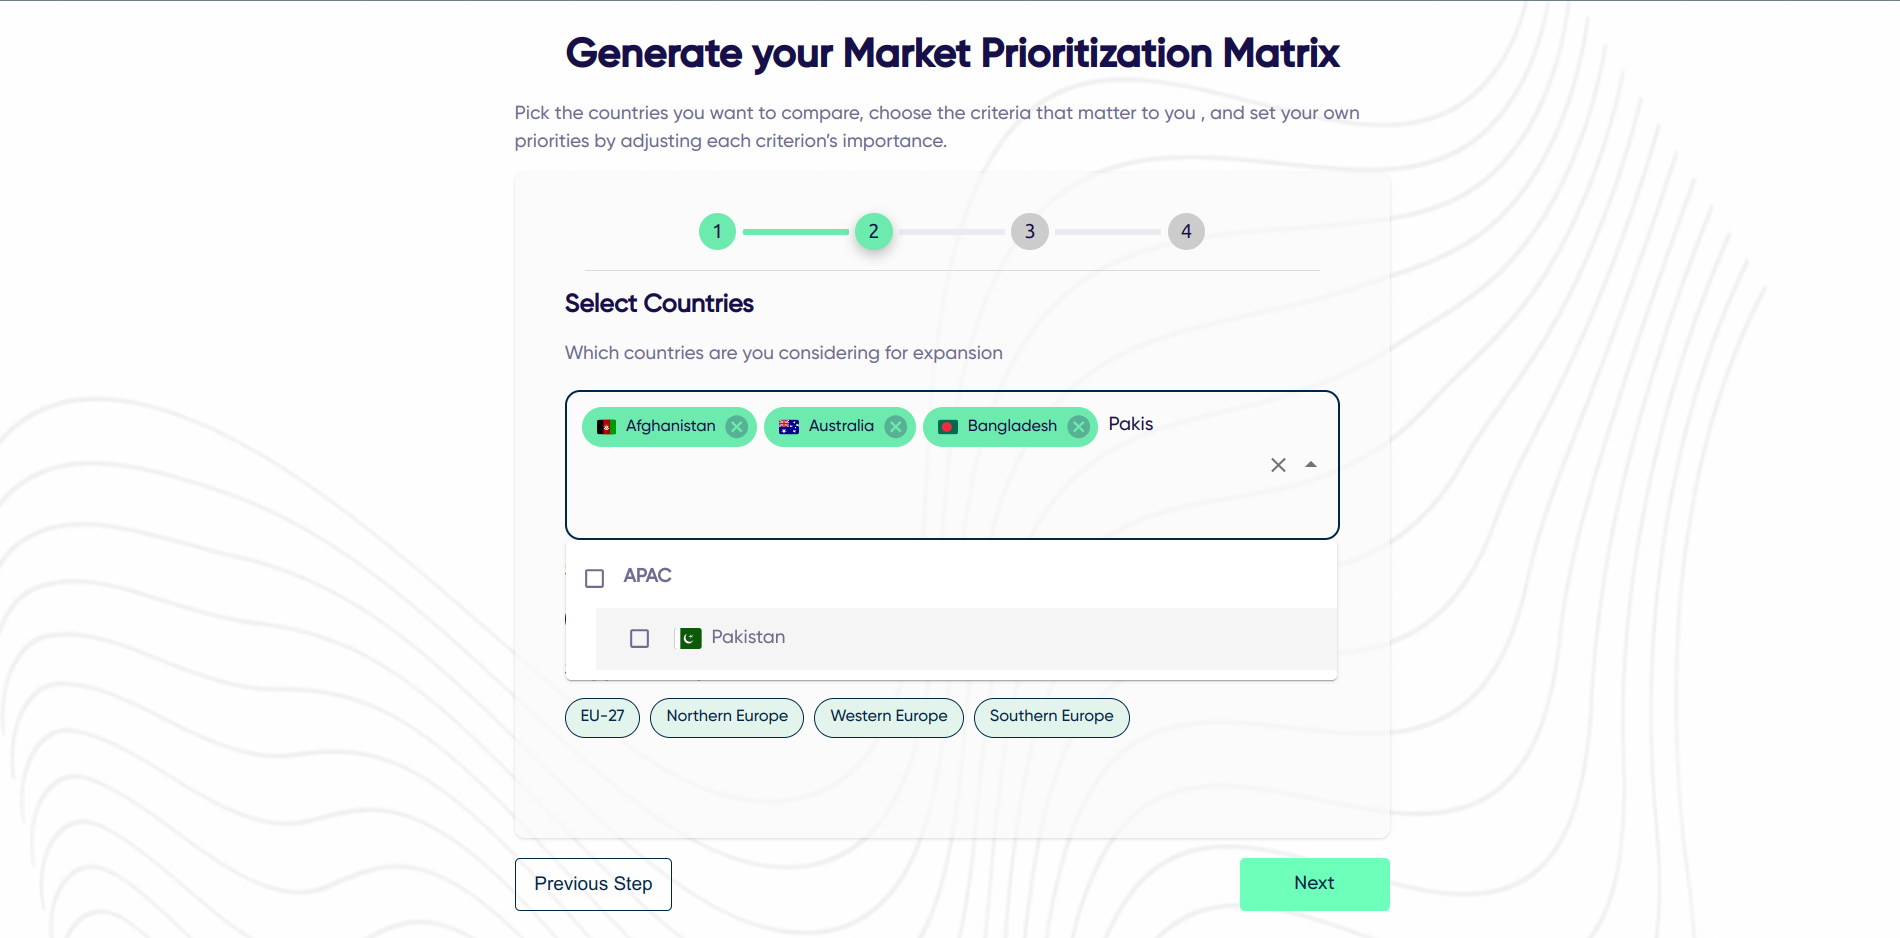 Generate your Market Prioritization Matrix
Pick the countries you want to compare, choose the criteria that matter to you , and set your own
priorities by adjusting each criterion’s importance.
1 2 3 4
Select Countries
Which countries are you considering for expansion
Afghanistan Australia Bangladesh Pakis
APAC
Pakistan
EU-27 Northern Europe Western Europe Southern Europe
Previous Step Next